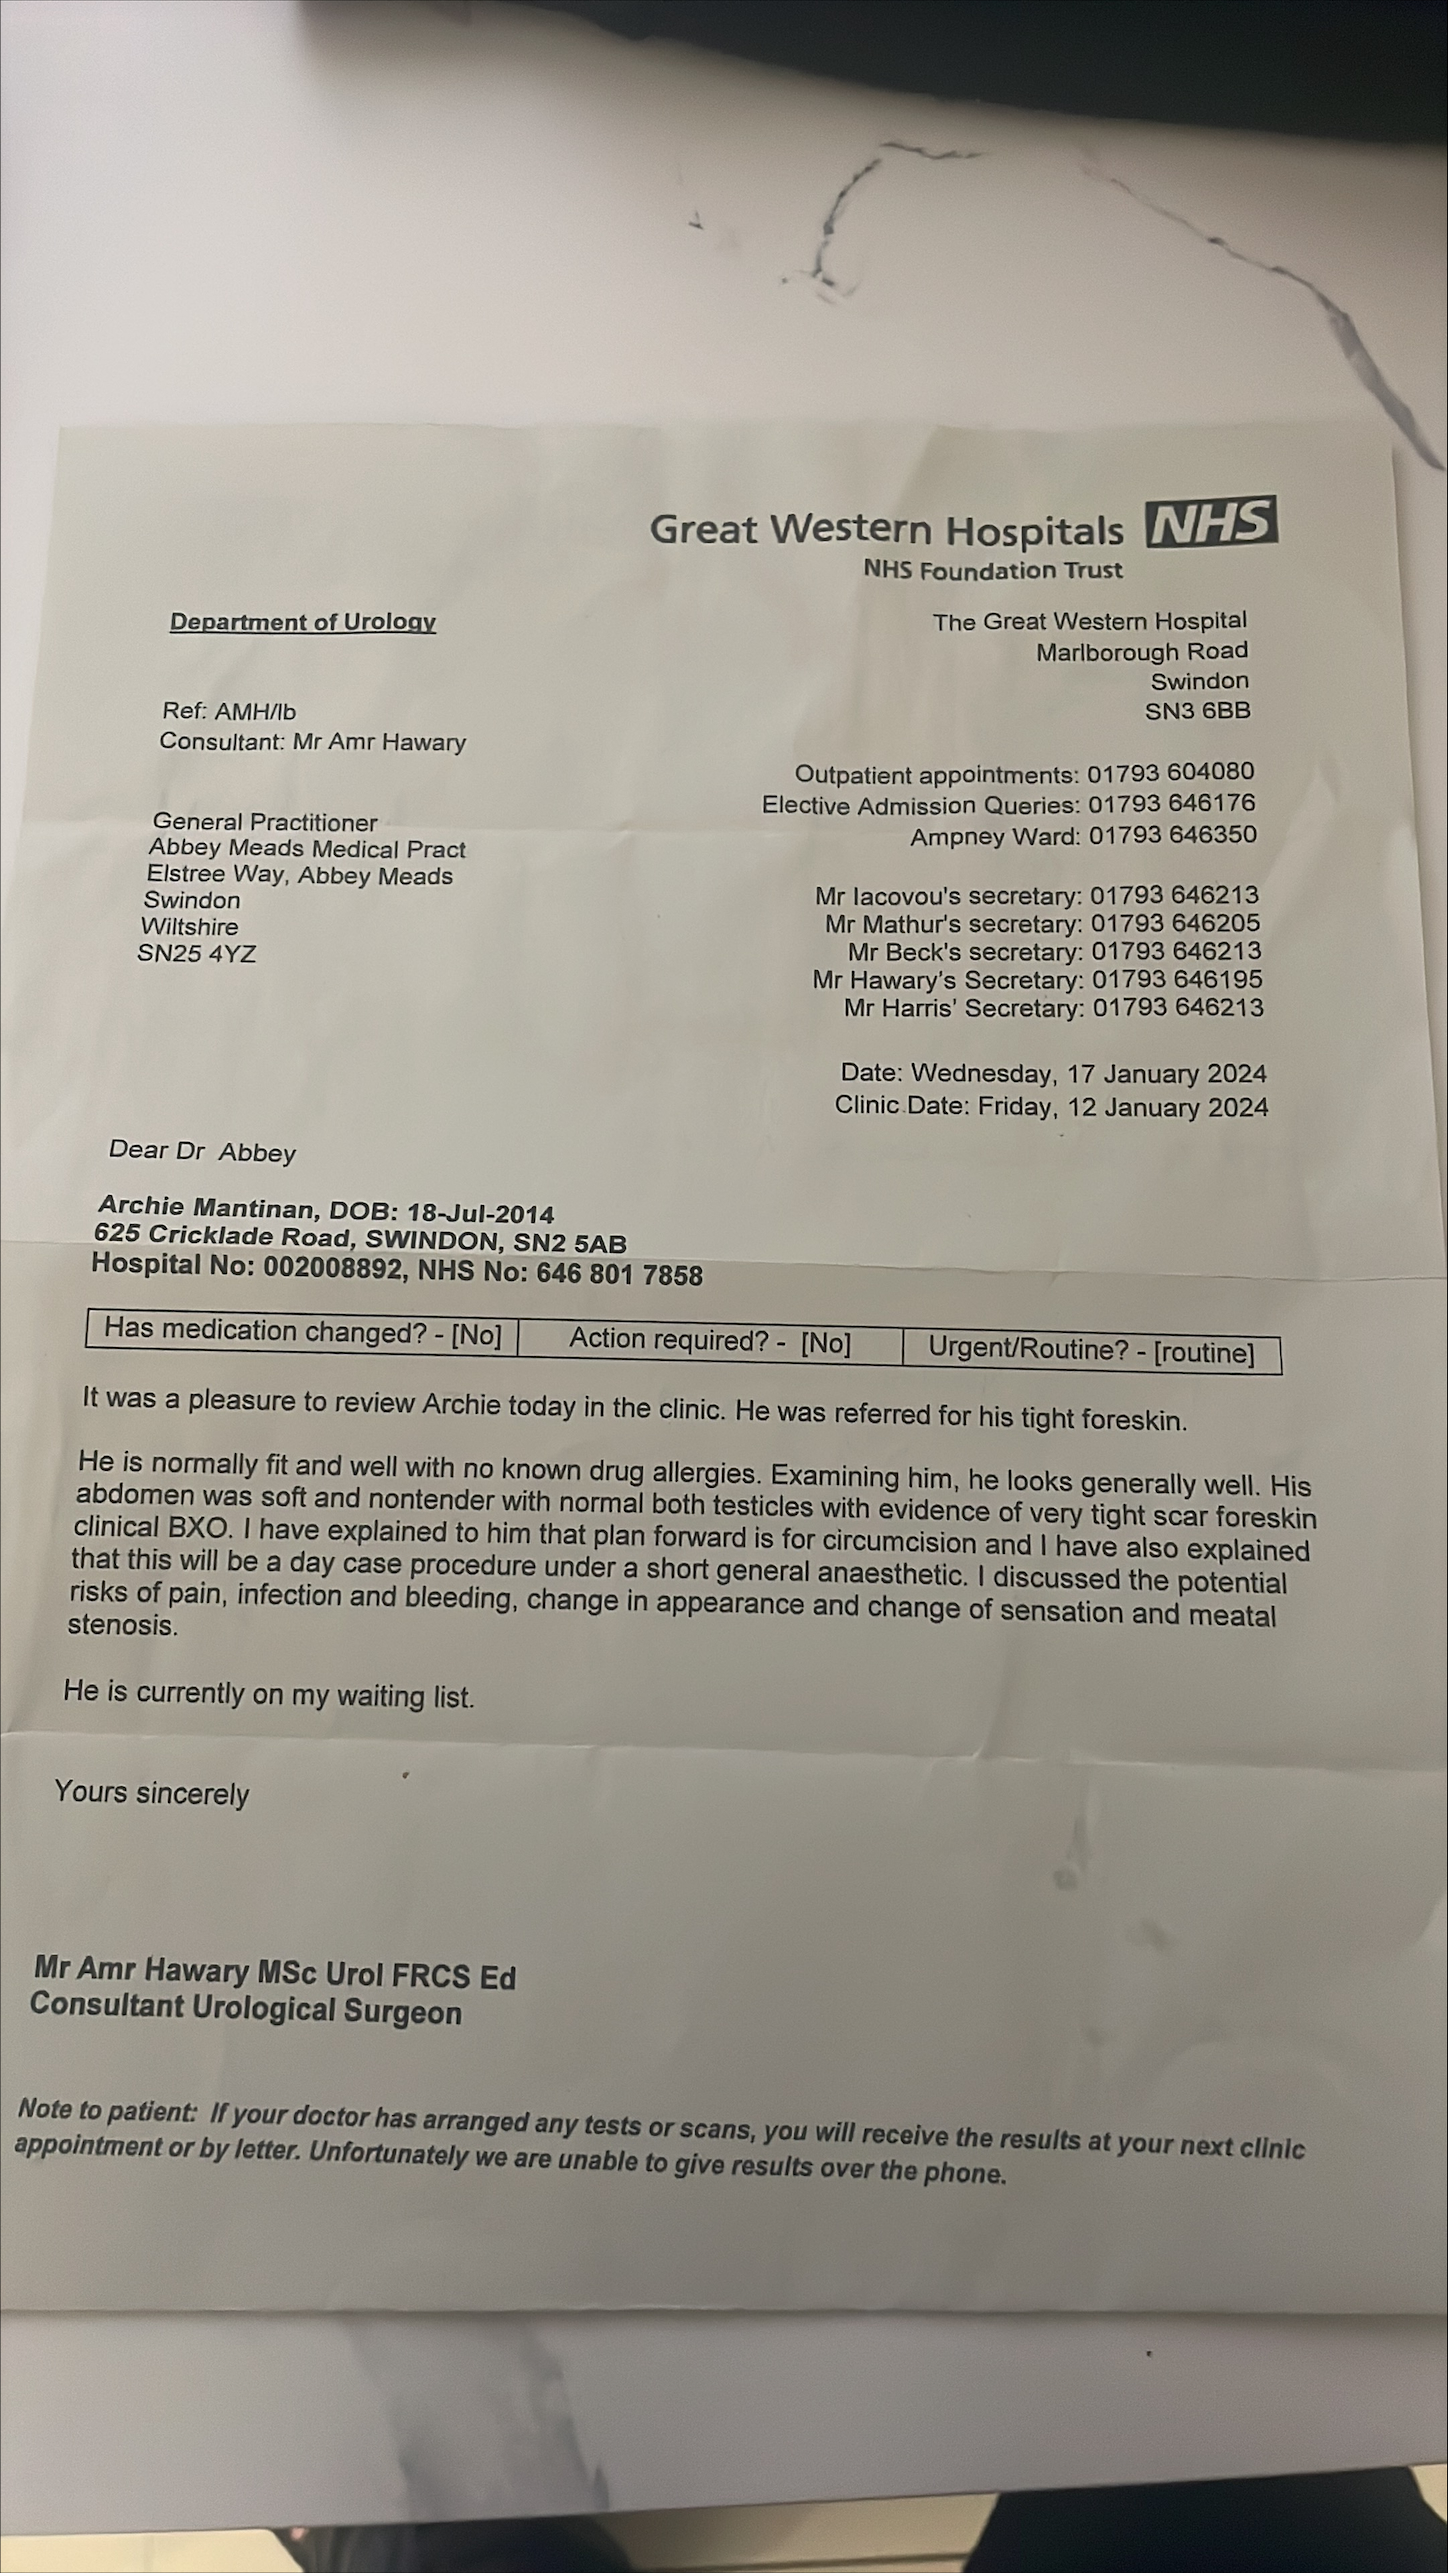 Great Western Hospitals NHS
NHS Foundation Trust
Department of Urology
The Great Western Hospital
Marlborough Road
Swindon
SN3 6BB
Ref: AMH/lb
Consultant: Mr Amr Hawary
Outpatient appointments: 01793 604080
Elective Admission Queries: 01793 646176
Ampney Ward: 01793 646350
General Practitioner
Abbey Meads Medical Pract
Elstree Way, Abbey Meads
Swindon
Wiltshire
SN25 4YZ
Mr Iacovou's secretary: 01793 646213
Mr Mathur's secretary: 01793 646205
Mr Beck's secretary: 01793 646213
Mr Hawary's Secretary: 01793 646195
Mr Harris' Secretary: 01793 646213
Date: Wednesday, 17 January 2024
Clinic Date: Friday, 12 January 2024
Dear Dr Abbey
Archie Mantinan, DOB: 18-Jul-2014
625 Cricklade Road, SWINDON, SN2 5AB
Hospital No: 002008892, NHS No: 646 801 7858
Has medication changed? - [No] Action required? - [No] Urgent/Routine? - [routine]
It was a pleasure to review Archie today in the clinic. He was referred for his tight foreskin.
He is normally fit and well with no known drug allergies. Examining him, he looks generally well. His
abdomen was soft and nontender with normal both testicles with evidence of very tight scar foreskin
clinical BXO. I have explained to him that plan forward is for circumcision and I have also explained
that this will be a day case procedure under a short general anaesthetic. I discussed the potential
risks of pain, infection and bleeding, change in appearance and change of sensation and meatal
stenosis.
He is currently on my waiting list.
Yours sincerely
Mr Amr Hawary MSc Urol FRCS Ed
Consultant Urological Surgeon
Note to patient: If your doctor has arranged any tests or scans, you will receive the results at your next clinic
appointment or by letter. Unfortunately we are unable to give results over the phone.